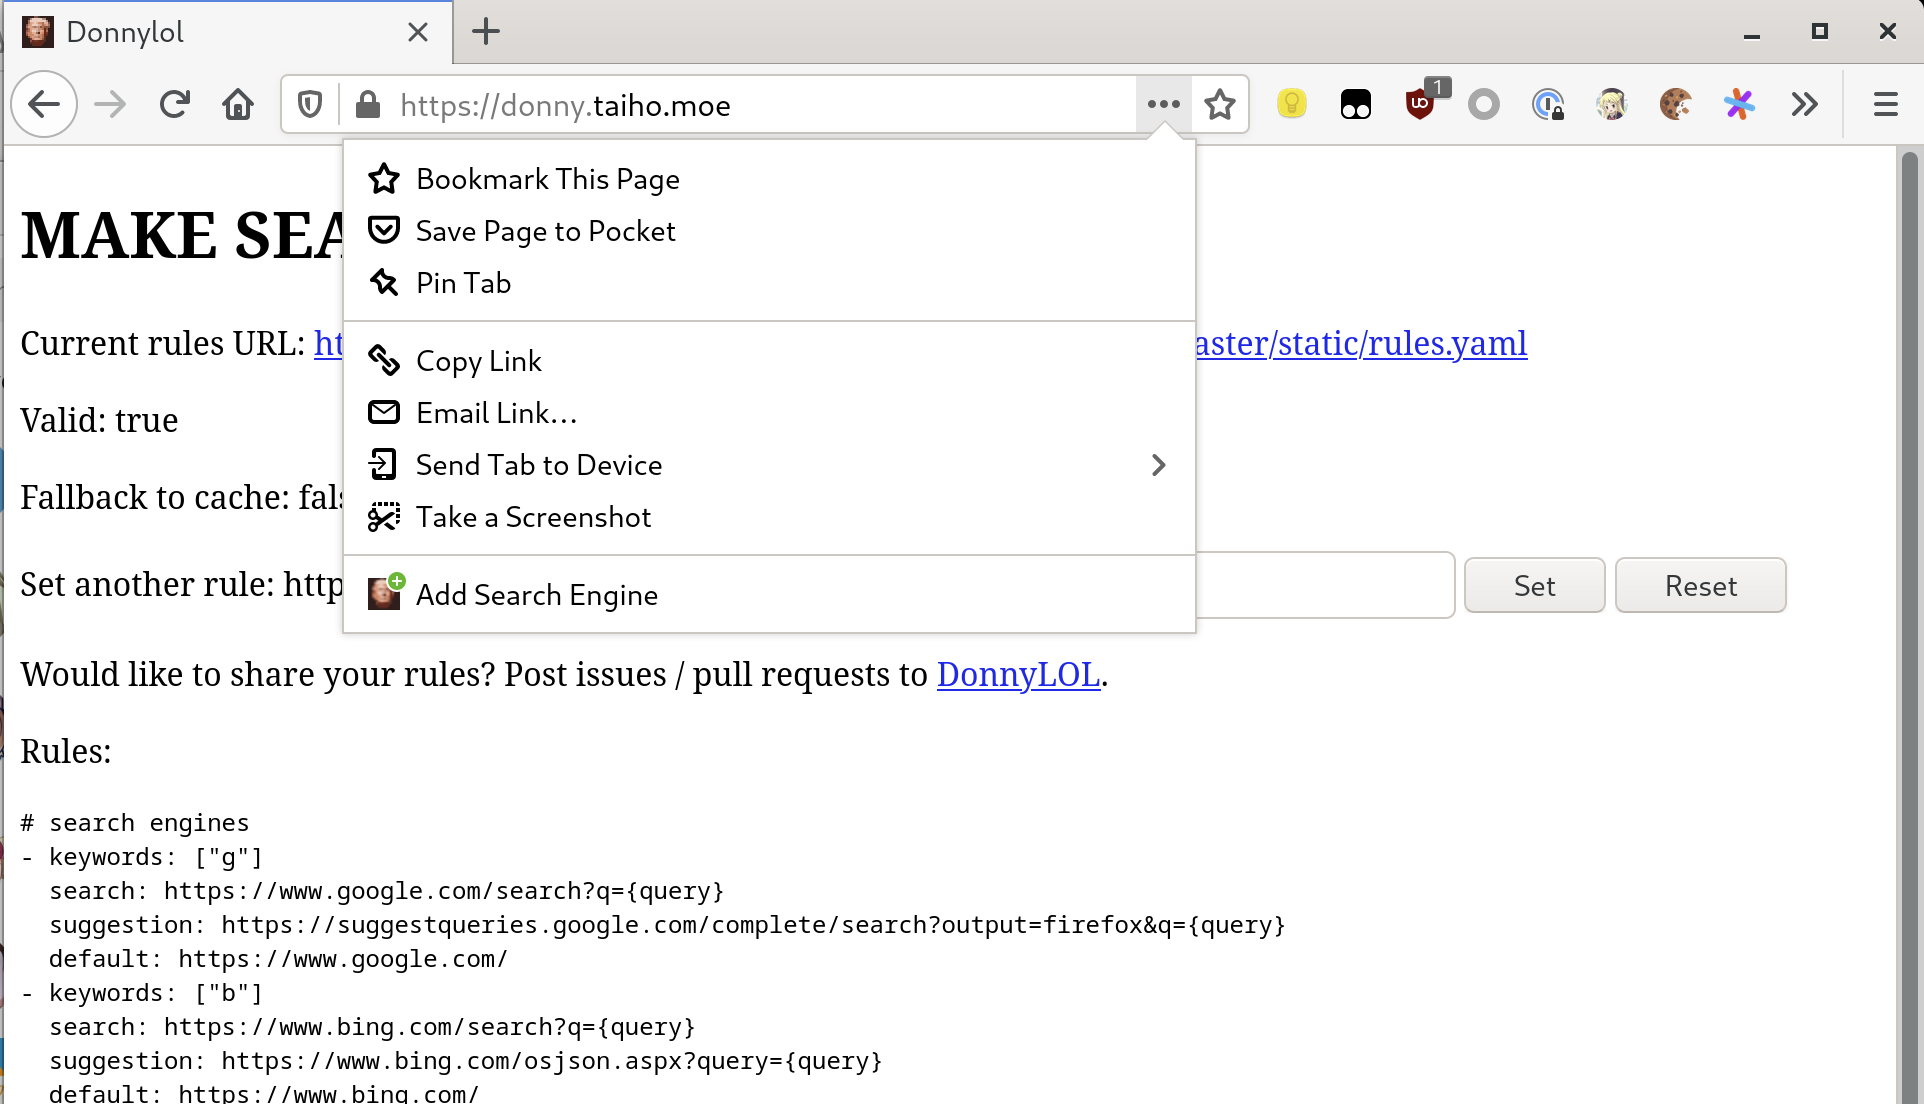 Donnylol
https://donny.taiho.moe
1
Bookmark This Page
Save Page to Pocket
Pin Tab
Copy Link
Email Link...
Send Tab to Device
Take a Screenshot
Add Search Engine
MAKE SEA
Current rules URL: ht
aster/static/rules.yaml
Valid: true
Fallback to cache: fals
Set another rule: http
Set
Reset
Would like to share your rules? Post issues / pull requests to DonnyLOL.
Rules:
# search engines
- keywords: ["g"]
search: https://www.google.com/search?q={query}
suggestion: https://suggestqueries.google.com/complete/search?output=firefox&q={query}
default: https://www.google.com/
- keywords: ["b"]
search: https://www.bing.com/search?q={query}
suggestion: https://www.bing.com/osjson.aspx?query={query}
default: https://www.bing.com/